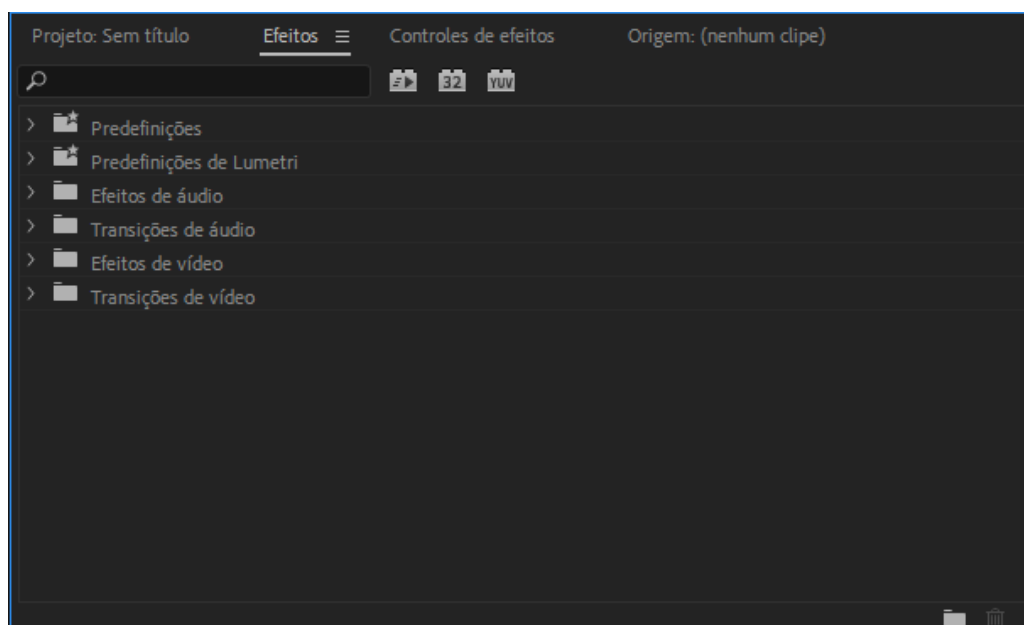 Projeto: Sem título Efeitos Controles de efeitos Origem: (nenhum clipe)
32 YUV
Predefinições
Predefinições de Lumetri
Efeitos de áudio
Transições de áudio
Efeitos de vídeo
Transições de vídeo